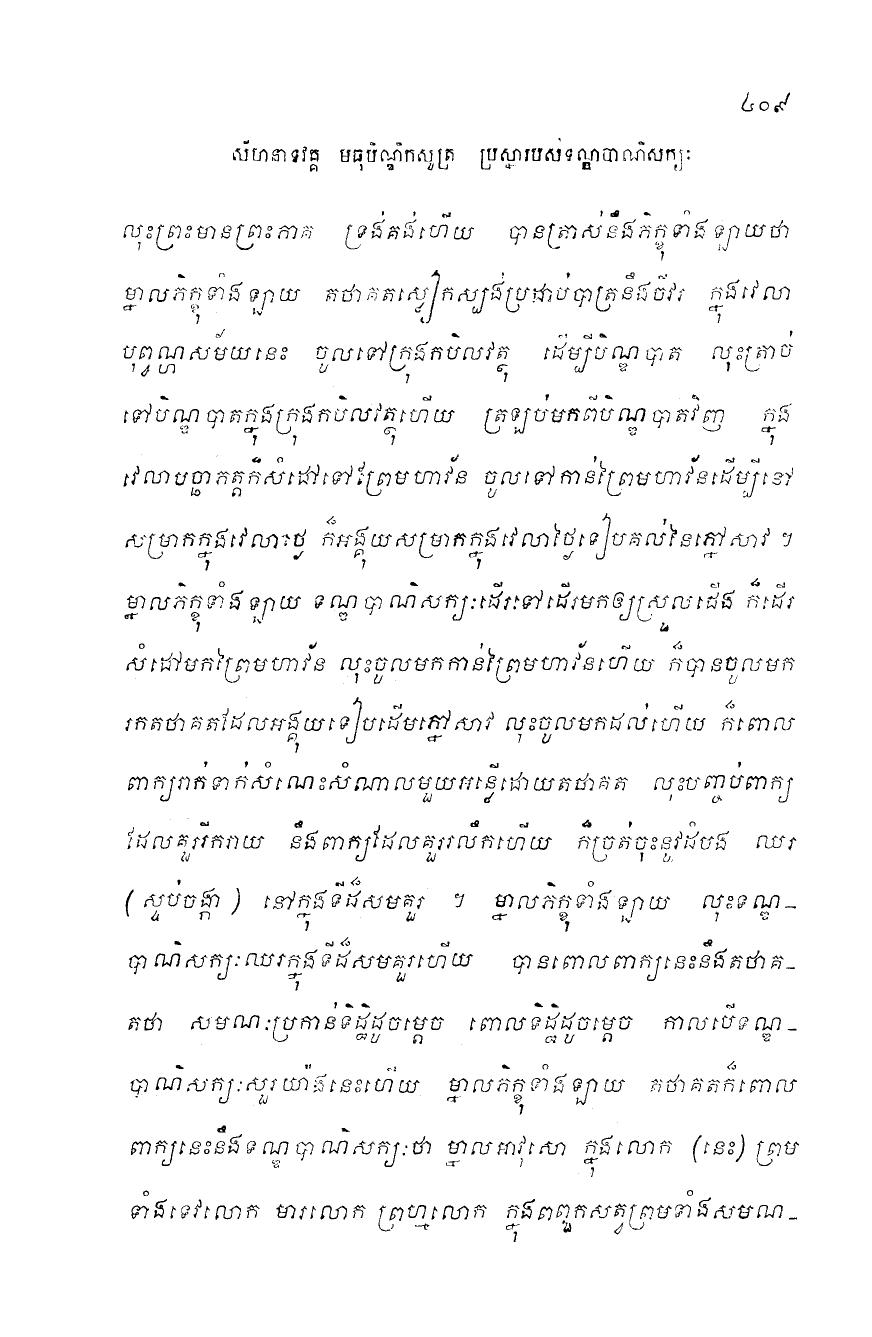 ៤០៩
សីហនាទវគ្គ មធុបិណ្ឌិកសូត្រ ប្រស្នារបស់ទណ្ឌបាណិសក្យៈ
លុះព្រះមានព្រះភាគ ទ្រង់គង់ហើយ បានត្រាស់នឹងភិក្ខុទាំងឡាយថា
ម្នាលភិក្ខុទាំងឡាយ តថាគតស្លៀកស្បង់ប្រដាប់បាត្រនឹងចីវរ ក្នុងវេលា
បុព្វណ្ហសម័យនេះ ចូលទៅក្រុងកបិលវត្ថុ ដើម្បីបិណ្ឌបាត លុះត្រាច់
ទៅបិណ្ឌបាតក្នុងក្រុងកបិលវត្ថុហើយ ត្រឡប់មកពីបិណ្ឌបាតវិញ ក្នុង
វេលាបច្ឆាភត្តក៏សំដៅទៅព្រៃមហាវ័ន ចូលទៅកាន់ព្រៃមហាវ័នដើម្បីនៅ
សម្រាកក្នុងវេលាថ្ងៃ ក៏អង្គុយសម្រាកក្នុងវេលាថ្ងៃទៀបគល់នៃភ្នៅសាវ ។
ម្នាលភិក្ខុទាំងឡាយ ទណ្ឌបាណិសក្យៈដើរទៅដើរមកឲ្យស្រួលជើង ក៏ដើរ
សំដៅមកព្រៃមហាវ័ន លុះចូលមកកាន់ព្រៃមហាវ័នហើយ ក៏បានចូលមក
រកតថាគតដែលអង្គុយទៀបដើមភ្នៅសាវ លុះចូលមកដល់ហើយ ក៏ពោល
ពាក្យរាក់ទាក់សំណេះសំណាលមួយអន្លើដោយតថាគត លុះបញ្ចប់ពាក្យ
ដែលគួររីករាយ នឹងពាក្យដែលគួររលឹកហើយ ក៏ច្រត់ចុះនូវដំបង ឈរ
(ស្ទប់ចង្កា) នៅក្នុងទីដ៏សមគួរ ។ ម្នាលភិក្ខុទាំងឡាយ លុះទណ្ឌ-
បាណិសក្យៈឈរក្នុងទីដ៏សមគួរហើយ បានពោលពាក្យនេះនឹងតថាគ-
តថា សមណៈប្រកាន់ទិដ្ឋិដូចម្តេច ពោលទិដ្ឋិដូចម្តេច កាលបើទណ្ឌ-
បាណិសក្យៈសួរយ៉ាងនេះហើយ ម្នាលភិក្ខុទាំងឡាយ តថាគតក៏ពោល
ពាក្យនេះនឹងទណ្ឌបាណិសក្យៈថា ម្នាលអាវុសោ ក្នុងលោក (នេះ) ព្រម
ទាំងទេវលោក មារលោក ព្រហ្មលោក ក្នុងពពួកសត្វព្រមទាំងសមណ-